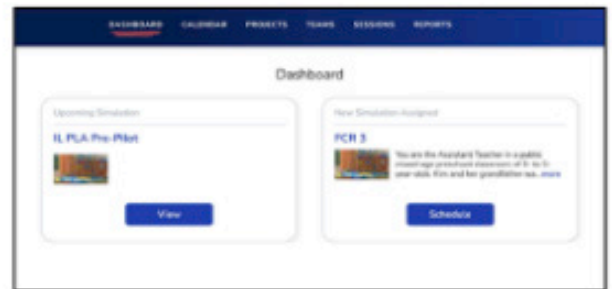 DASHBOARD CALENDAR PROJECTS TEAMS SESSIONS REPORTS
Dashboard
Upcoming Simulation
IL PLA Pre-Pilot
View
New Simulation Assigned
FCR 3
You are the Assistant Teacher in a public
mixed-age preschool classroom of 3- to 5-
year-olds. Kim and her grandfather more
Schedule